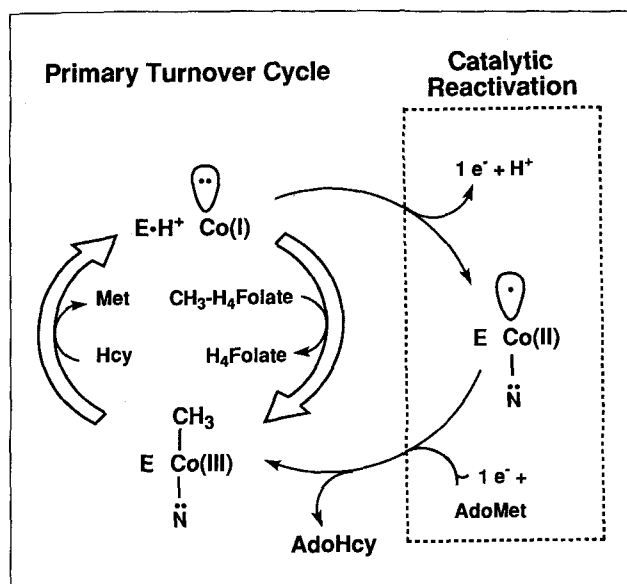 Primary Turnover Cycle
Catalytic
Reactivation
1 e⁻ + H⁺
••
E•H⁺ Co(I)
Met
CH₃-H₄Folate
Hcy
H₄Folate
•
E Co(II)
N̈
CH₃
E Co(III)
N̈
1 e⁻ +
AdoMet
AdoHcy